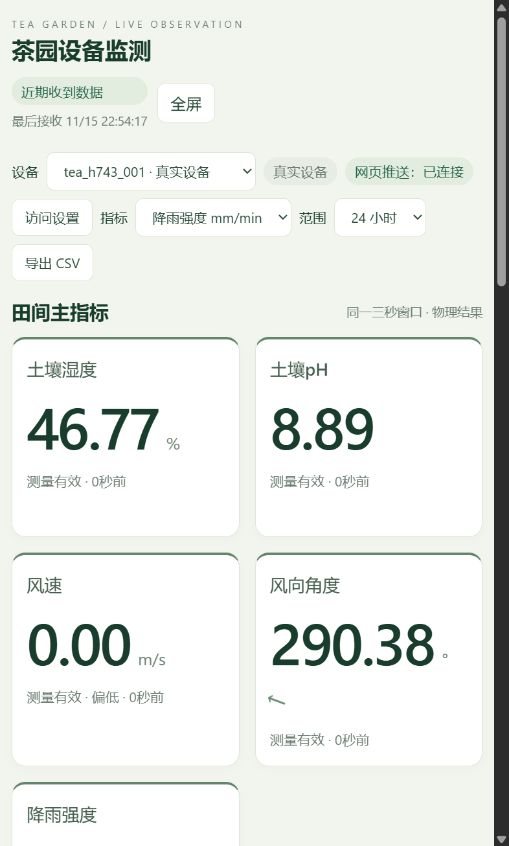 TEA GARDEN / LIVE OBSERVATION
茶园设备监测
近期收到数据
全屏
最后接收 11/15 22:54:17
设备 tea_h743_001 · 真实设备 真实设备 网页推送：已连接
访问设置 指标 降雨强度 mm/min 范围 24 小时
导出 CSV
田间主指标 同一三秒窗口 · 物理结果
土壤湿度
46.77 %
测量有效 · 0秒前
土壤pH
8.89
测量有效 · 0秒前
风速
0.00 m/s
测量有效 · 偏低 · 0秒前
风向角度
290.38 °
测量有效 · 0秒前
降雨强度